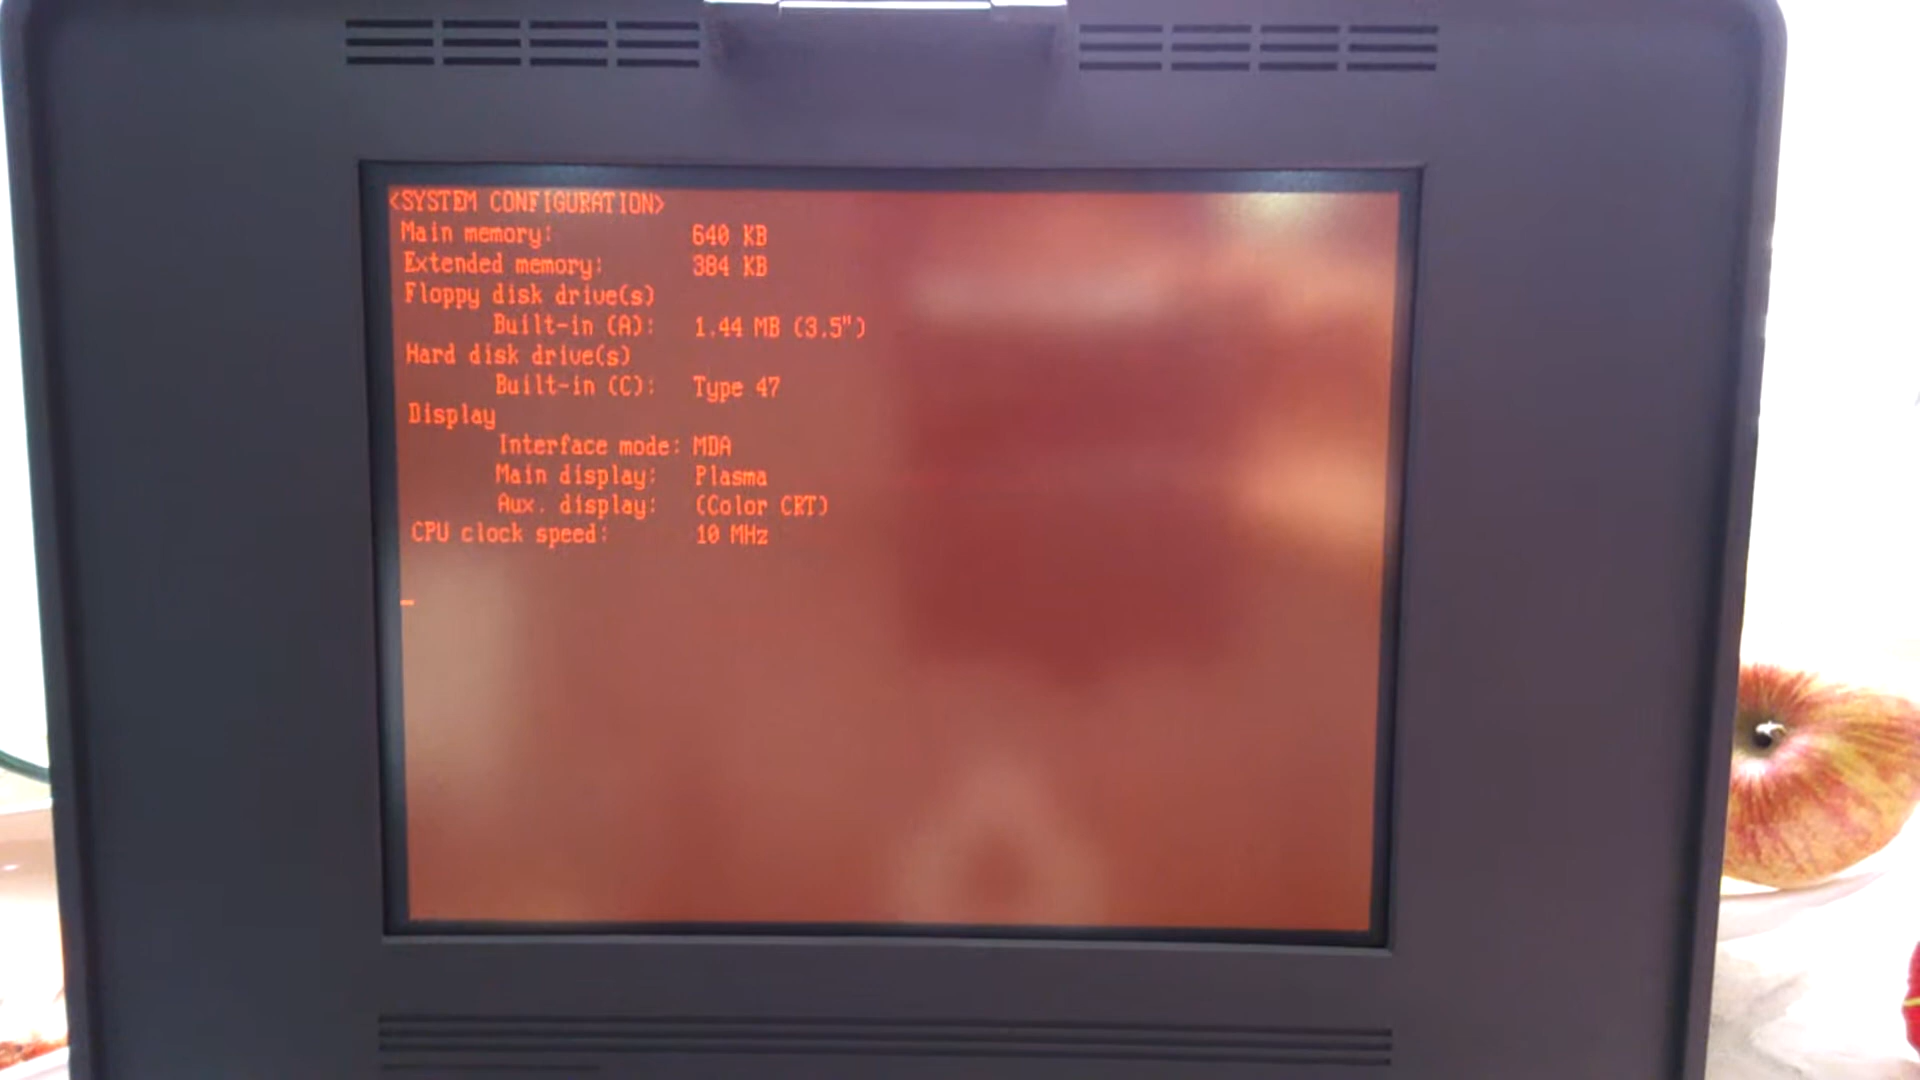 <SYSTEM CONFIGURATION>
Main memory: 640 KB
Extended memory: 384 KB
Floppy disk drive(s)
Built-in (A): 1.44 MB (3.5")
Hard disk drive(s)
Built-in (C): Type 47
Display
Interface mode: MDA
Main display: Plasma
Aux. display: (Color CRT)
CPU clock speed: 10 MHz